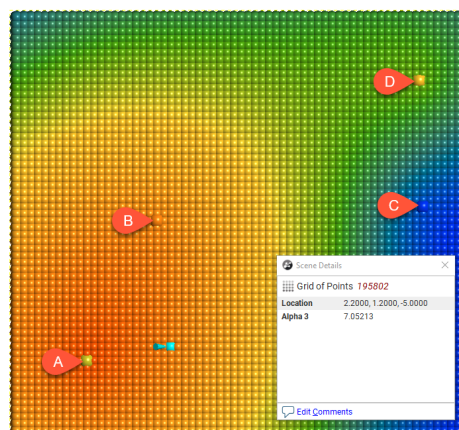 D
C
B
Scene Details
Grid of Points 195802
Location 2.2000, 1.2000, -5.0000
Alpha 3 7.05213
A
Edit Comments